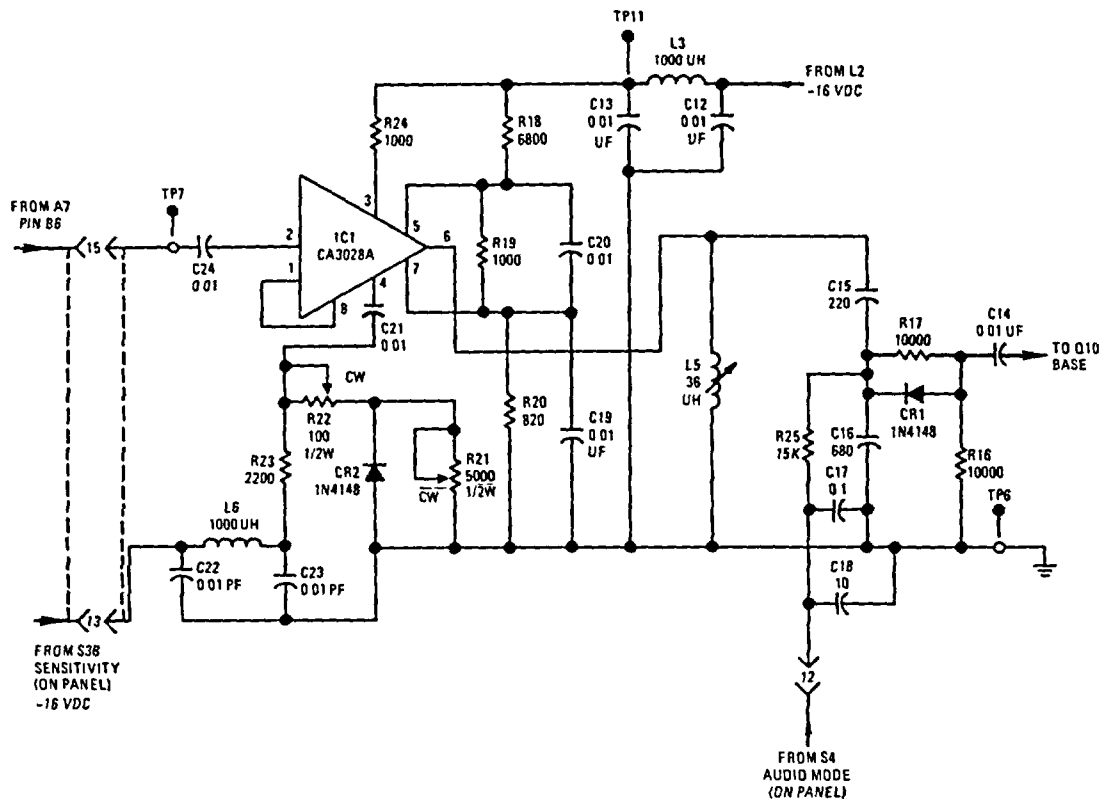 TP11
L3
1000 UH
FROM L2
-16 VDC
C13
0 01
UF
C12
0 01
UF
R24
1000
R18
6800
TP7
FROM A7
PIN B6
15
C24
0 01
3
2
1
8
1C1
CA3028A
4
5
6
7
R19
1000
C20
0 01
C21
0 01
C15
220
R17
10000
C14
0 01 UF
TO Q10
BASE
CW
R22
100
1/2W
R23
2200
CR2
1N4148
R21
5000
1/2W
CW
R20
820
C19
0 01
UF
L5
36
UH
R25
15K
C16
680
CR1
1N4148
R16
10000
C17
0 1
TP6
L6
1000 UH
C22
0 01 PF
C23
0 01 PF
C18
10
13
FROM S3B
SENSITIVITY
(ON PANEL)
-16 VDC
12
FROM S4
AUDIO MODE
(ON PANEL)